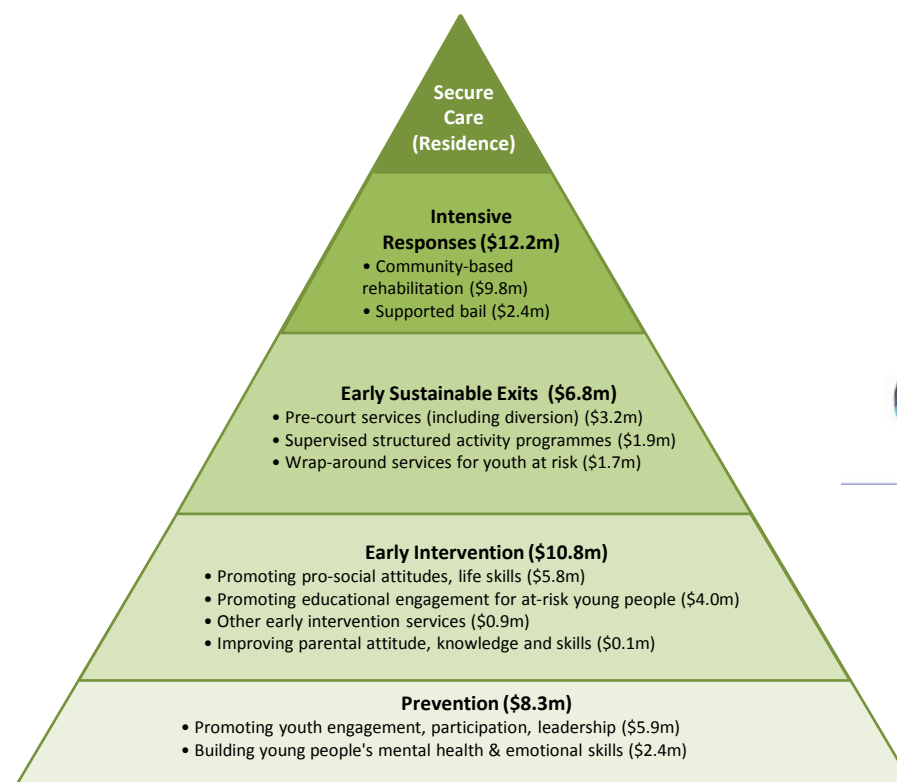 Secure
Care
(Residence)
Intensive
Responses ($12.2m)
• Community-based
rehabilitation ($9.8m)
• Supported bail ($2.4m)
Early Sustainable Exits ($6.8m)
• Pre-court services (including diversion) ($3.2m)
• Supervised structured activity programmes ($1.9m)
• Wrap-around services for youth at risk ($1.7m)
Early Intervention ($10.8m)
• Promoting pro-social attitudes, life skills ($5.8m)
• Promoting educational engagement for at-risk young people ($4.0m)
• Other early intervention services ($0.9m)
• Improving parental attitude, knowledge and skills ($0.1m)
Prevention ($8.3m)
• Promoting youth engagement, participation, leadership ($5.9m)
• Building young people's mental health & emotional skills ($2.4m)